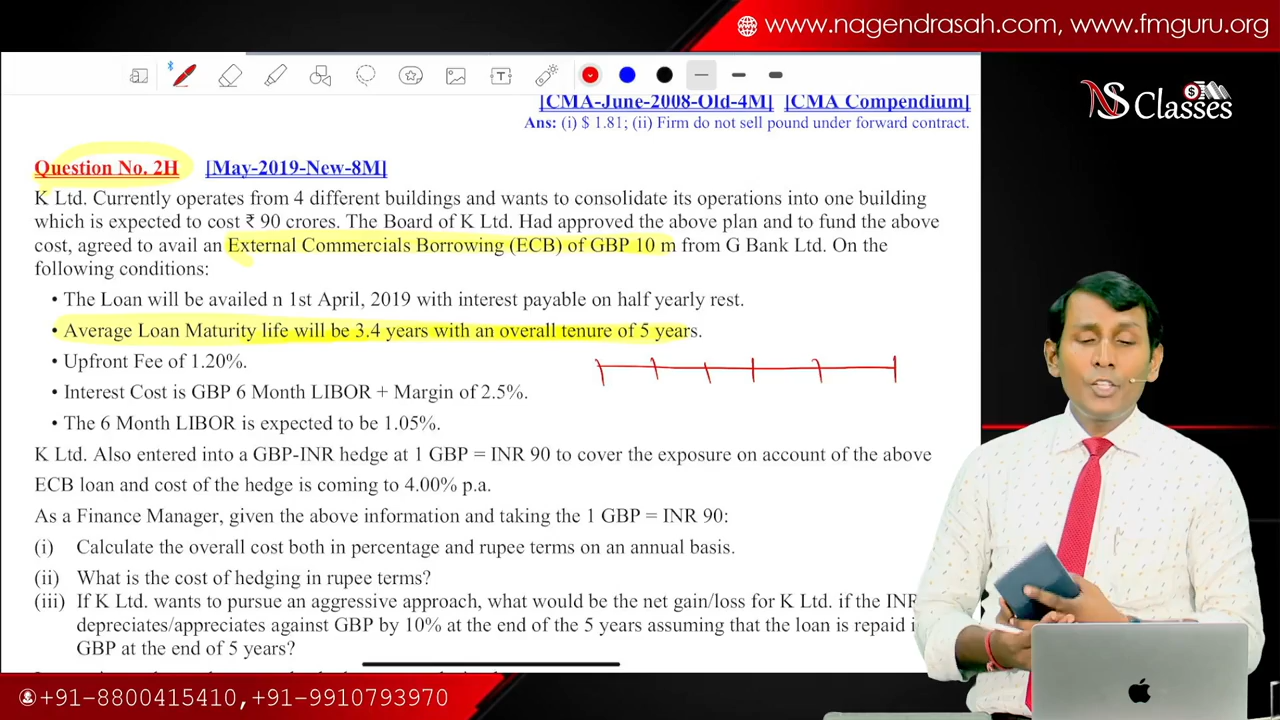 www.nagendrasah.com, www.fmguru.org
NS Classes
[CMA-June-2008-Old-4M] [CMA Compendium]
Ans: (i) $ 1.81; (ii) Firm do not sell pound under forward contract.
Question No. 2H [May-2019-New-8M]
K Ltd. Currently operates from 4 different buildings and wants to consolidate its operations into one building
which is expected to cost ₹ 90 crores. The Board of K Ltd. Had approved the above plan and to fund the above
cost, agreed to avail an External Commercials Borrowing (ECB) of GBP 10 m from G Bank Ltd. On the
following conditions:
• The Loan will be availed n 1st April, 2019 with interest payable on half yearly rest.
• Average Loan Maturity life will be 3.4 years with an overall tenure of 5 years.
• Upfront Fee of 1.20%.
• Interest Cost is GBP 6 Month LIBOR + Margin of 2.5%.
• The 6 Month LIBOR is expected to be 1.05%.
K Ltd. Also entered into a GBP-INR hedge at 1 GBP = INR 90 to cover the exposure on account of the above
ECB loan and cost of the hedge is coming to 4.00% p.a.
As a Finance Manager, given the above information and taking the 1 GBP = INR 90:
(i) Calculate the overall cost both in percentage and rupee terms on an annual basis.
(ii) What is the cost of hedging in rupee terms?
(iii) If K Ltd. wants to pursue an aggressive approach, what would be the net gain/loss for K Ltd. if the INR
depreciates/appreciates against GBP by 10% at the end of the 5 years assuming that the loan is repaid
GBP at the end of 5 years?
+91-8800415410,+91-9910793970